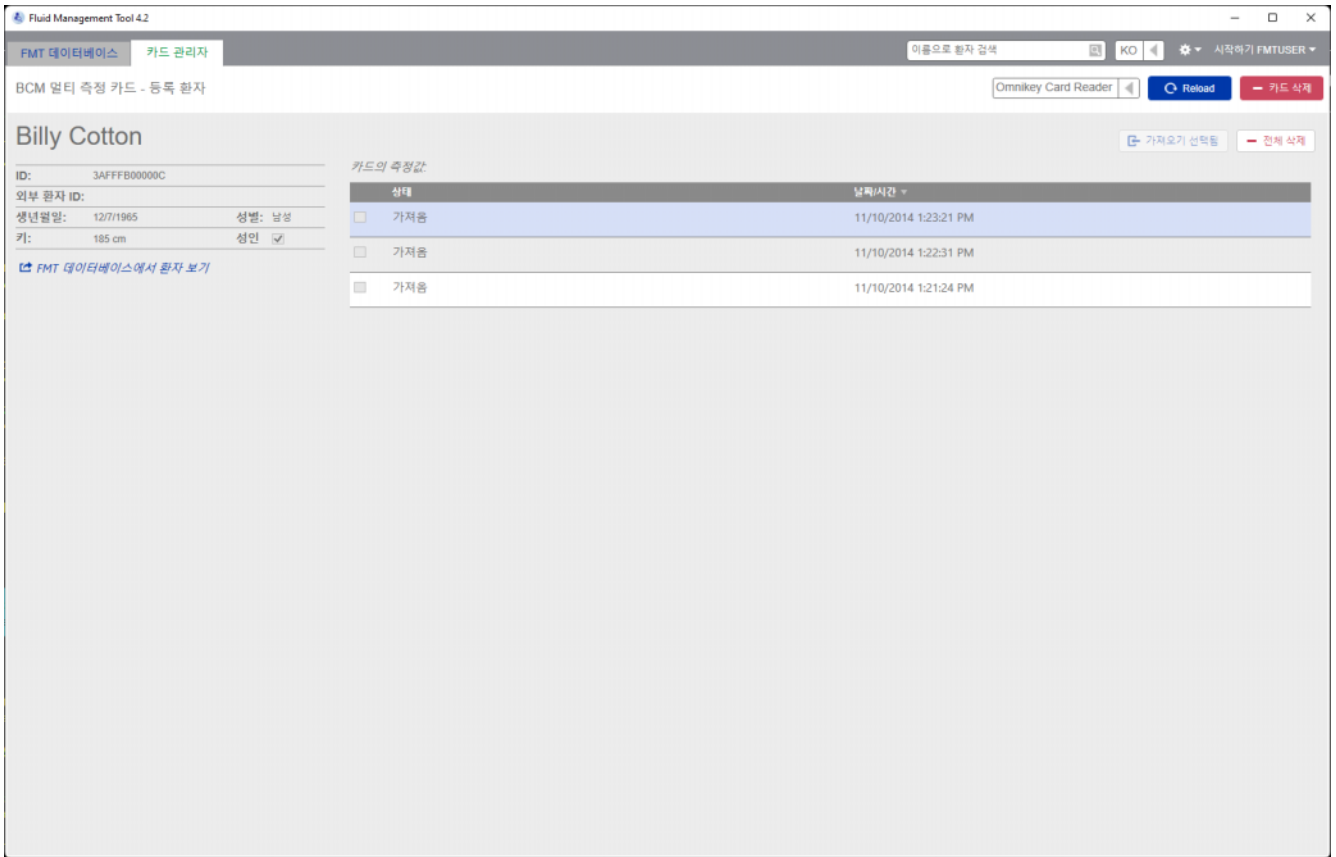 Fluid Management Tool 4.2
FMT 데이터베이스 카드 관리자 이름으로 환자 검색 KO 시작하기 FMTUSER
BCM 멀티 측정 카드 - 등록 환자 Omnikey Card Reader Reload 카드 삭제
Billy Cotton 가져오기 선택됨 전체 삭제
카드의 측정값:
ID: 3AFFFB00000C
상태 날짜/시간
외부 환자 ID:
생년월일: 12/7/1965 성별: 남성
가져옴 11/10/2014 1:23:21 PM
키: 185 cm 성인
가져옴 11/10/2014 1:22:31 PM
FMT 데이터베이스에서 환자 보기
가져옴 11/10/2014 1:21:24 PM